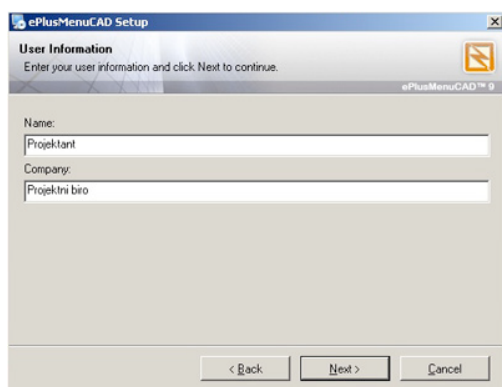 ePlusMenuCAD Setup
User Information
Enter your user information and click Next to continue.
ePlusMenuCAD™ 9
Name:
Projektant
Company:
Projektni biro
< Back Next > Cancel